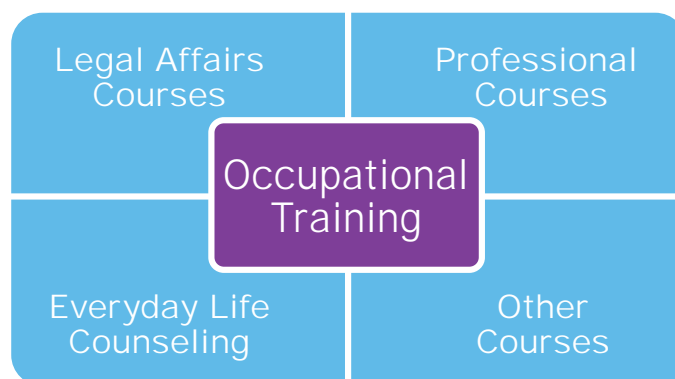 Legal Affairs
Courses
Professional
Courses
Occupational
Training
Everyday Life
Counseling
Other
Courses